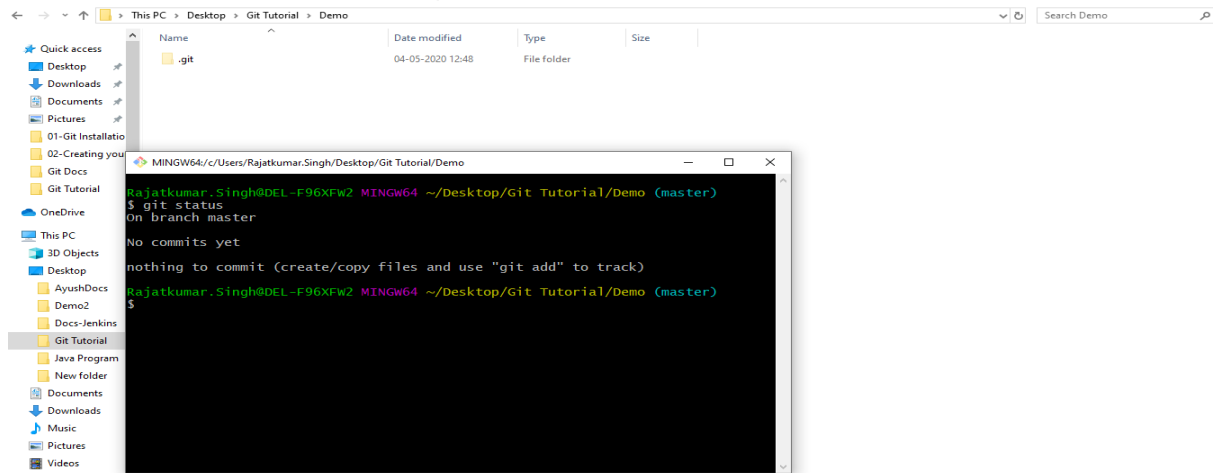 This PC > Desktop > Git Tutorial > Demo
Search Demo
Name Date modified Type Size
.git 04-05-2020 12:48 File folder
Quick access
Desktop
Downloads
Documents
Pictures
01-Git Installatio
02-Creating you
Git Docs
Git Tutorial
OneDrive
This PC
3D Objects
Desktop
AyushDocs
Demo2
Docs-Jenkins
Git Tutorial
Java Program
New folder
Documents
Downloads
Music
Pictures
Videos
MINGW64:/c/Users/Rajatkumar.Singh/Desktop/Git Tutorial/Demo
Rajatkumar.Singh@DEL-F96XFW2 MINGW64 ~/Desktop/Git Tutorial/Demo (master)
$ git status
On branch master
No commits yet
nothing to commit (create/copy files and use "git add" to track)
Rajatkumar.Singh@DEL-F96XFW2 MINGW64 ~/Desktop/Git Tutorial/Demo (master)
$